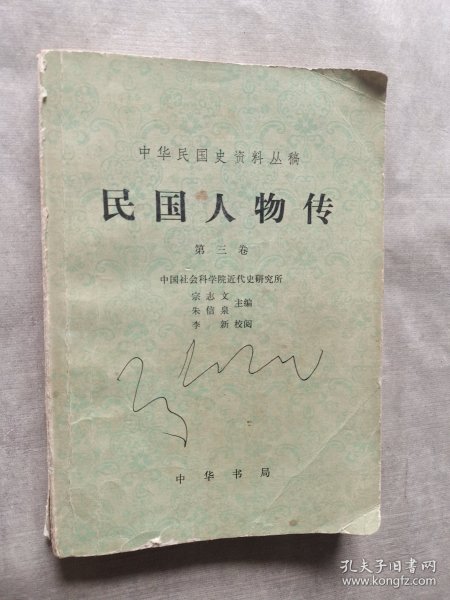 中华民国史资料丛稿
民国人物传
第三卷
中国社会科学院近代史研究所
宗志文
朱信泉 主编
李新 校阅
中华书局
孔夫子旧书网
www.kongfz.com